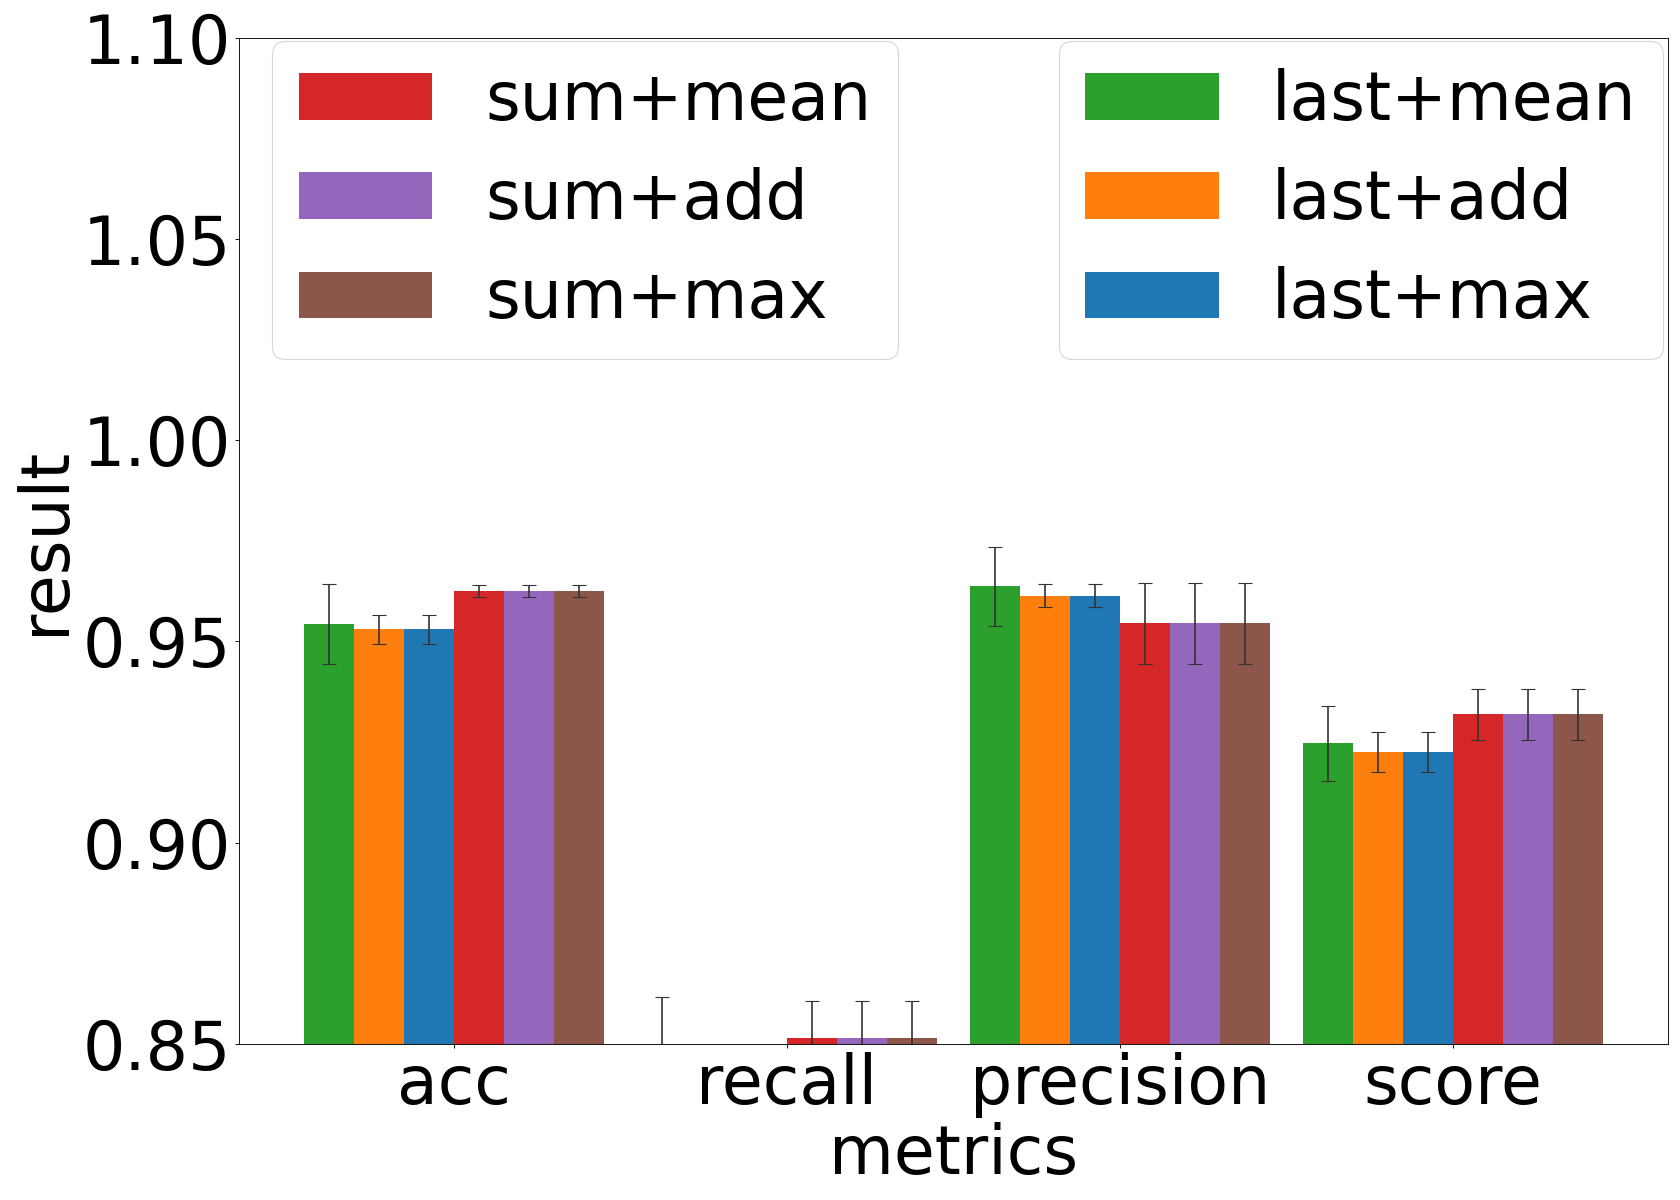 1.10
1.05
1.00
0.95
0.90
0.85
result
sum+mean
sum+add
sum+max
last+mean
last+add
last+max
acc
recall
precision
score
metrics